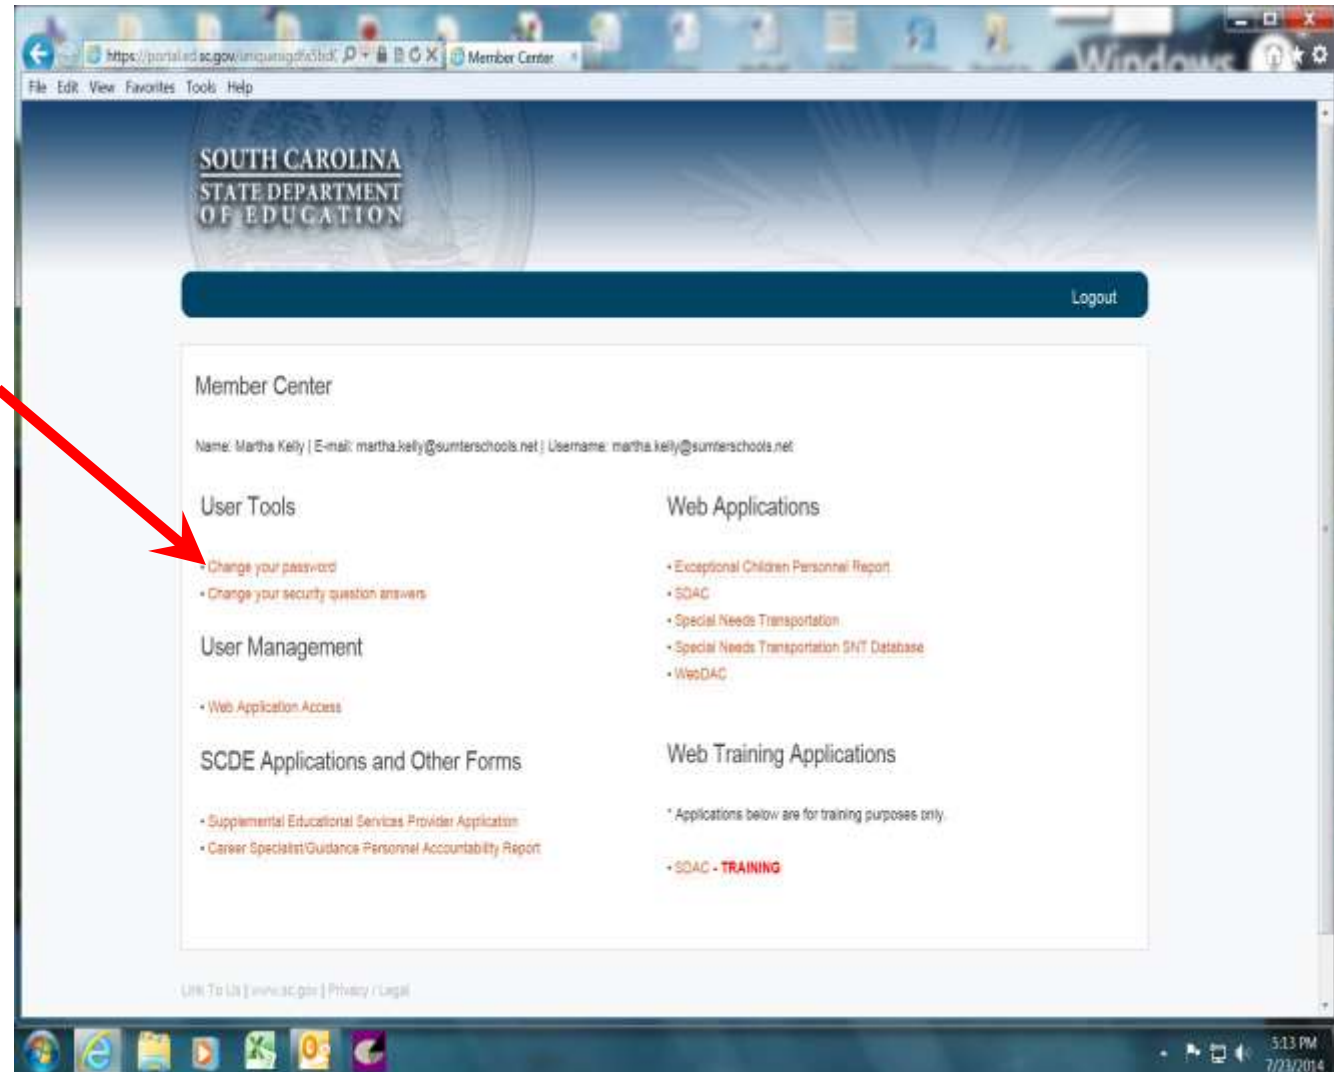 Member Center
Windows
File Edit View Favorites Tools Help
SOUTH CAROLINA
STATE DEPARTMENT
OF EDUCATION
Logout
Member Center
Name: Martha Kelly | E-mail: martha.kelly@sumterschools.net | Username: martha.kelly@sumterschools.net
User Tools
• Change your password
• Change your security question answers
User Management
• Web Application Access
SCDE Applications and Other Forms
• Supplemental Educational Services Provider Application
• Career Specialist/Guidance Personnel Accountability Report
Web Applications
• Exceptional Children Personnel Report
• SDAC
• Special Needs Transportation
• Special Needs Transportation SNT Database
• WebDAC
Web Training Applications
* Applications below are for training purposes only.
• SDAC - TRAINING
Link To Us | www.sc.gov | Privacy / Legal
5:13 PM
7/23/2014